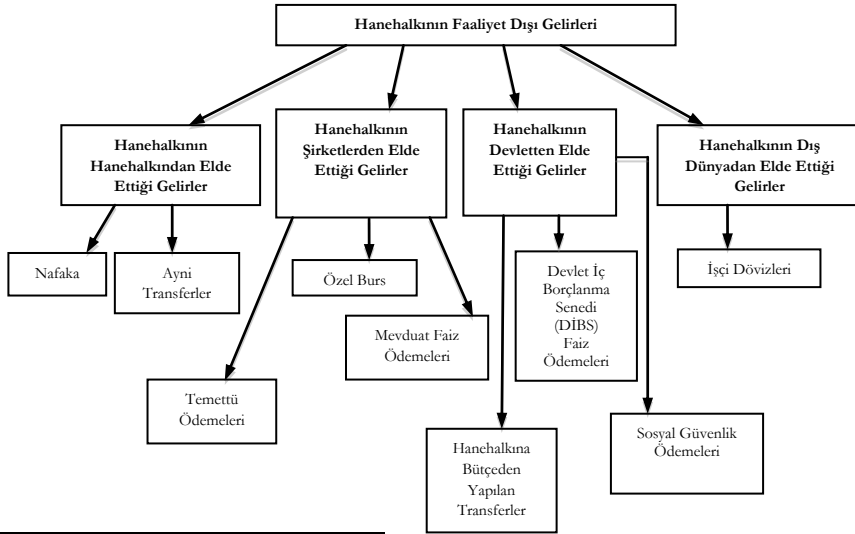 Hanehalkının Faaliyet Dışı Gelirleri
Hanehalkının
Hanehalkından Elde
Ettiği Gelirler
Hanehalkının
Şirketlerden Elde
Ettiği Gelirler
Hanehalkının
Devletten Elde
Ettiği Gelirler
Hanehalkının Dış
Dünyadan Elde Ettiği
Gelirler
Nafaka
Ayni
Transferler
Özel Burs
Mevduat Faiz
Ödemeleri
Temettü
Ödemeleri
Devlet İç
Borçlanma
Senedi
(DİBS)
Faiz
Ödemeleri
İşçi Dövizleri
Hanehalkına
Bütçeden
Yapılan
Transferler
Sosyal Güvenlik
Ödemeleri